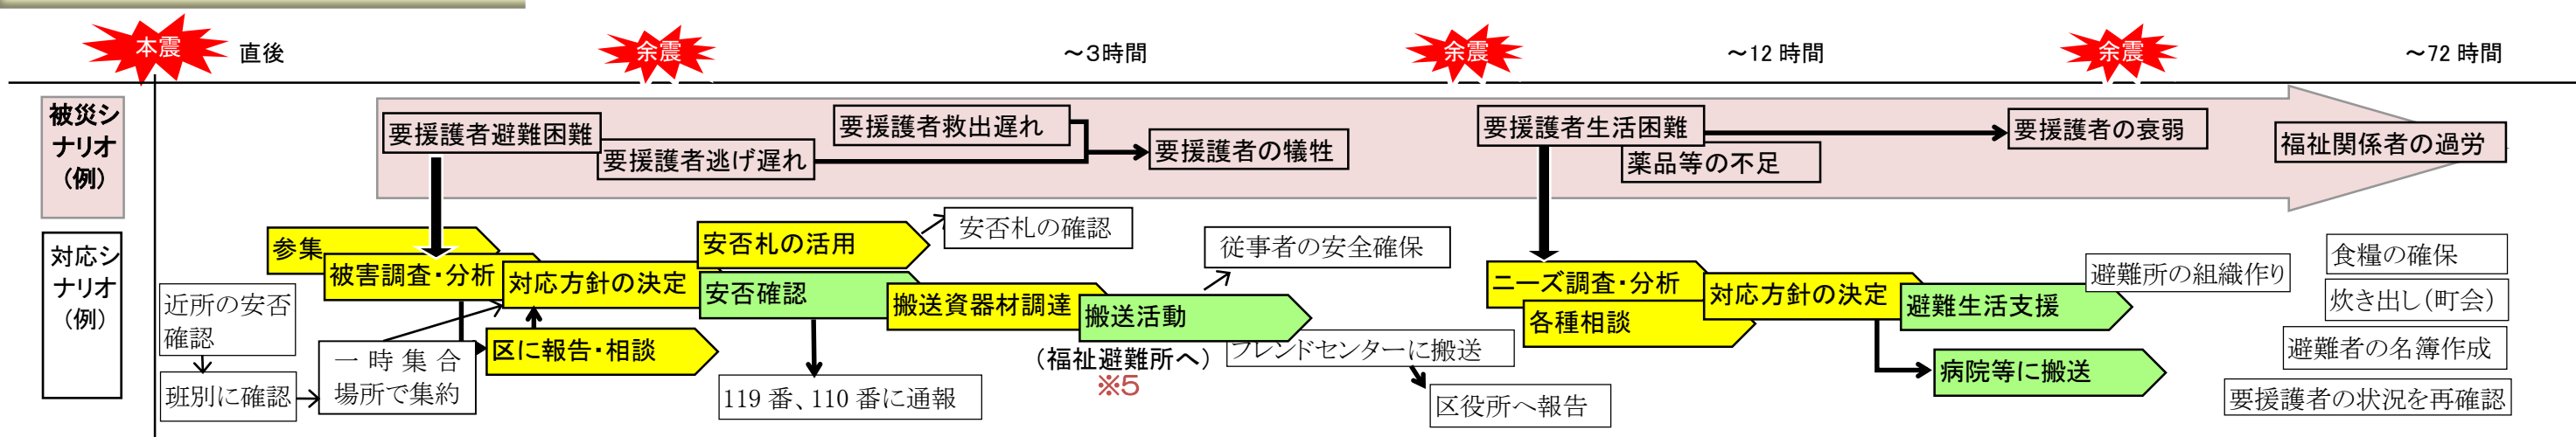 本震
直後
余震
～3時間
余震
～12 時間
余震
～72 時間
被災シ
ナリオ
(例)
要援護者避難困難
要援護者逃げ遅れ
要援護者救出遅れ
要援護者の犠牲
要援護者生活困難
薬品等の不足
要援護者の衰弱
福祉関係者の過労
対応シ
ナリオ
(例)
近所の安否
確認
班別に確認
一 時 集 合
場所で集約
参集
被害調査・分析
対応方針の決定
区に報告・相談
安否札の活用
安否札の確認
安否確認
119 番、110 番に通報
搬送資器材調達
搬送活動
(福祉避難所へ)
※5
従事者の安全確保
フレンドセンターに搬送
区役所へ報告
ニーズ調査・分析
各種相談
対応方針の決定
避難生活支援
病院等に搬送
避難所の組織作り
食糧の確保
炊き出し(町会)
避難者の名簿作成
要援護者の状況を再確認